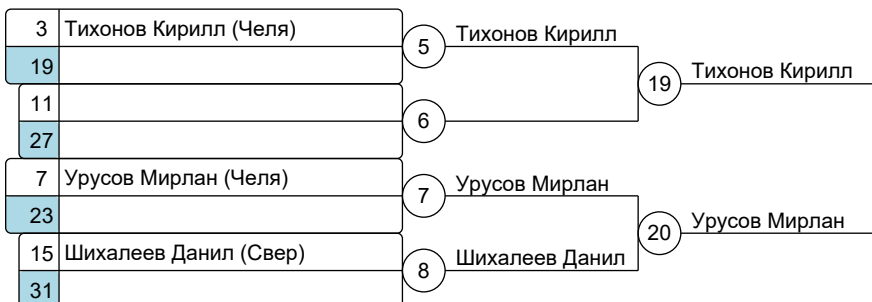 3 Тихонов Кирилл (Челя)
19
5 Тихонов Кирилл
19 Тихонов Кирилл
11
27
6
7 Урусов Мирлан (Челя)
23
7 Урусов Мирлан
20 Урусов Мирлан
15 Шихалеев Данил (Свер)
31
8 Шихалеев Данил